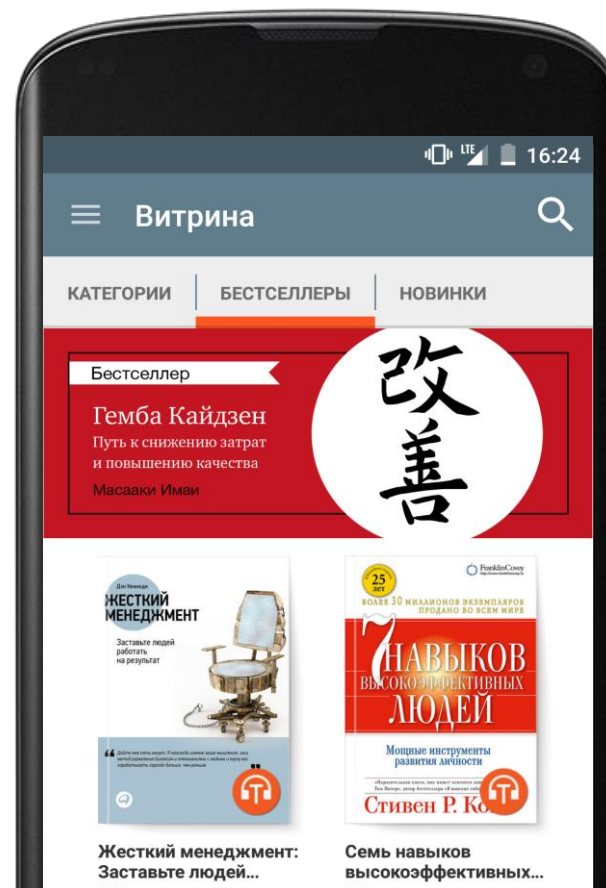 LTE 16:24
Витрина
КАТЕГОРИИ БЕСТСЕЛЛЕРЫ НОВИНКИ
Бестселлер
Гемба Кайдзен
Путь к снижению затрат
и повышению качества
Масааки Имаи
改
善
Дэн Кеннеди
ЖЕСТКИЙ
МЕНЕДЖМЕНТ
Заставьте людей
работать
на результат
25
лет
FranklinCovey
БОЛЕЕ 30 МИЛЛИОНОВ ЭКЗЕМПЛЯРОВ
ПРОДАНО ВО ВСЕМ МИРЕ
7 НАВЫКОВ
ВЫСОКОЭФФЕКТИВНЫХ
ЛЮДЕЙ
Мощные инструменты
развития личности
Стивен Р.
Жесткий менеджмент:
Заставьте людей...
Семь навыков
высокоэффективных...